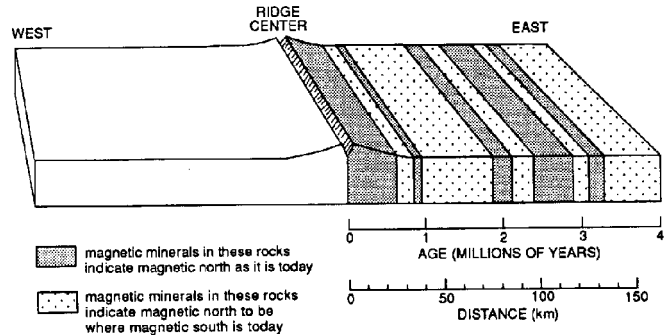 RIDGE
CENTER
WEST
EAST
0 1 2 3 4
AGE (MILLIONS OF YEARS)
magnetic minerals in these rocks
indicate magnetic north as it is today
magnetic minerals in these rocks
indicate magnetic north to be
where magnetic south is today
0 50 100 150
DISTANCE (km)